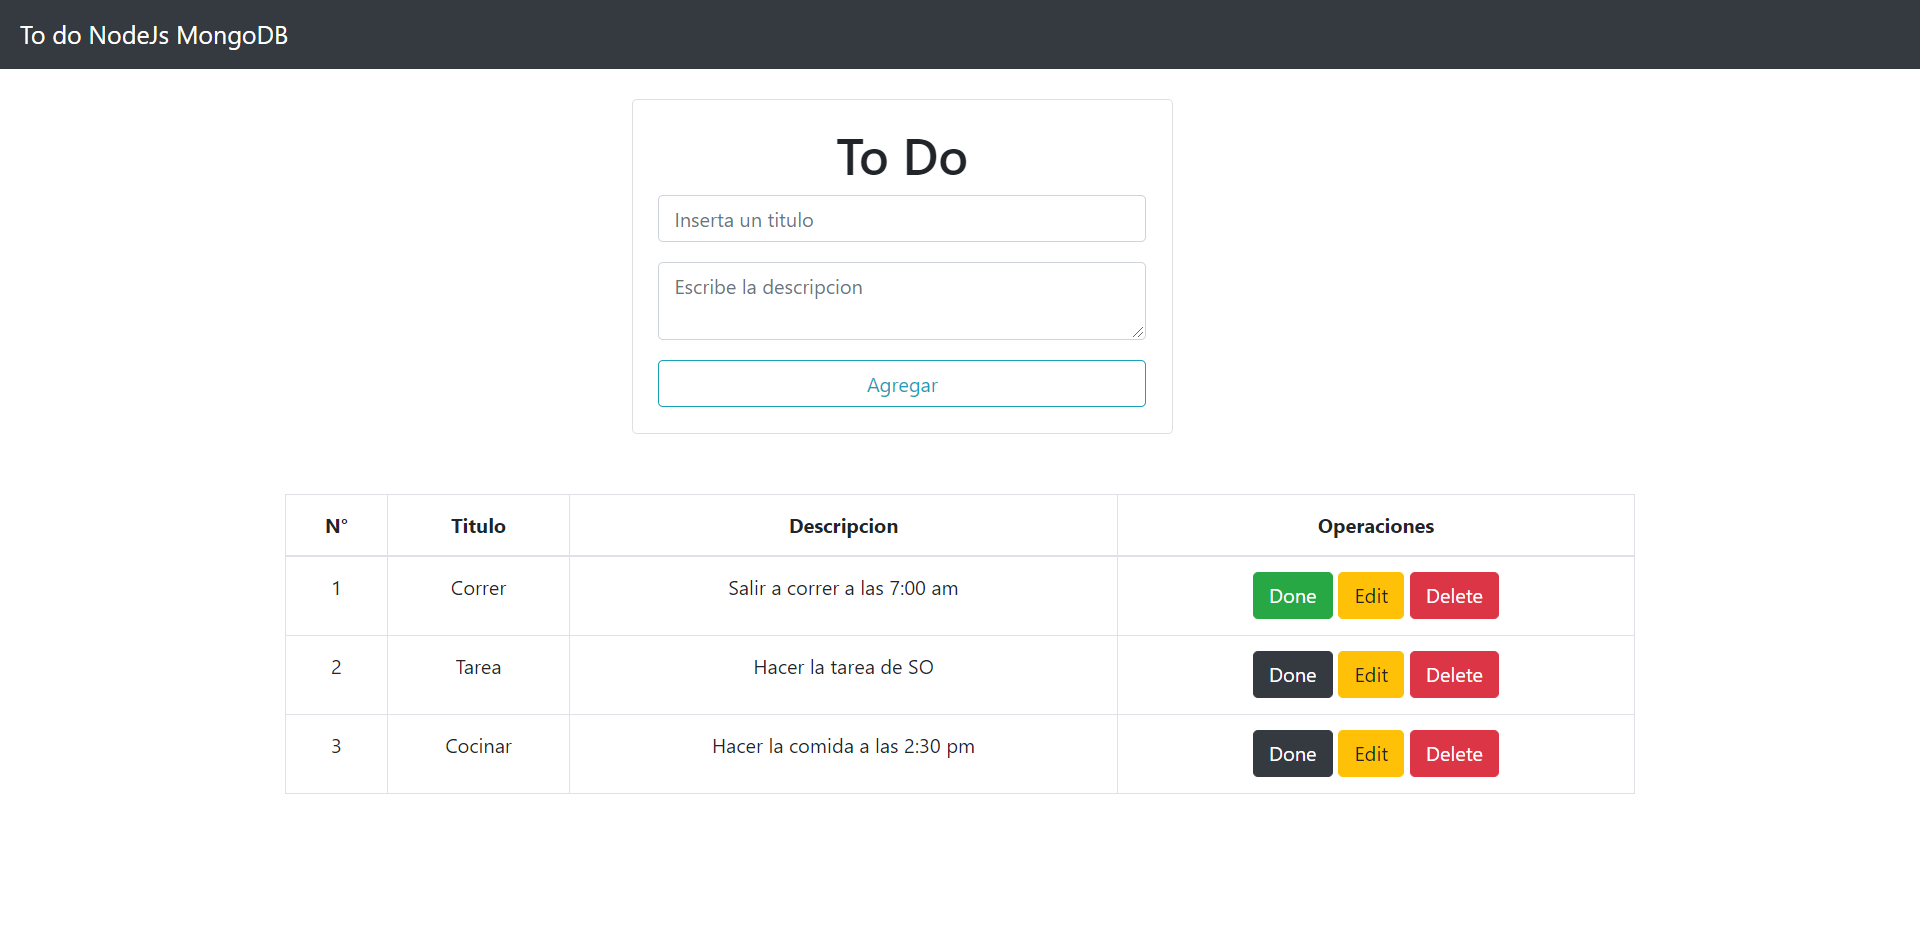 To do NodeJs MongoDB
To Do
Inserta un titulo
Escribe la descripcion
Agregar
N° Titulo Descripcion Operaciones
1 Correr Salir a correr a las 7:00 am Done Edit Delete
2 Tarea Hacer la tarea de SO Done Edit Delete
3 Cocinar Hacer la comida a las 2:30 pm Done Edit Delete